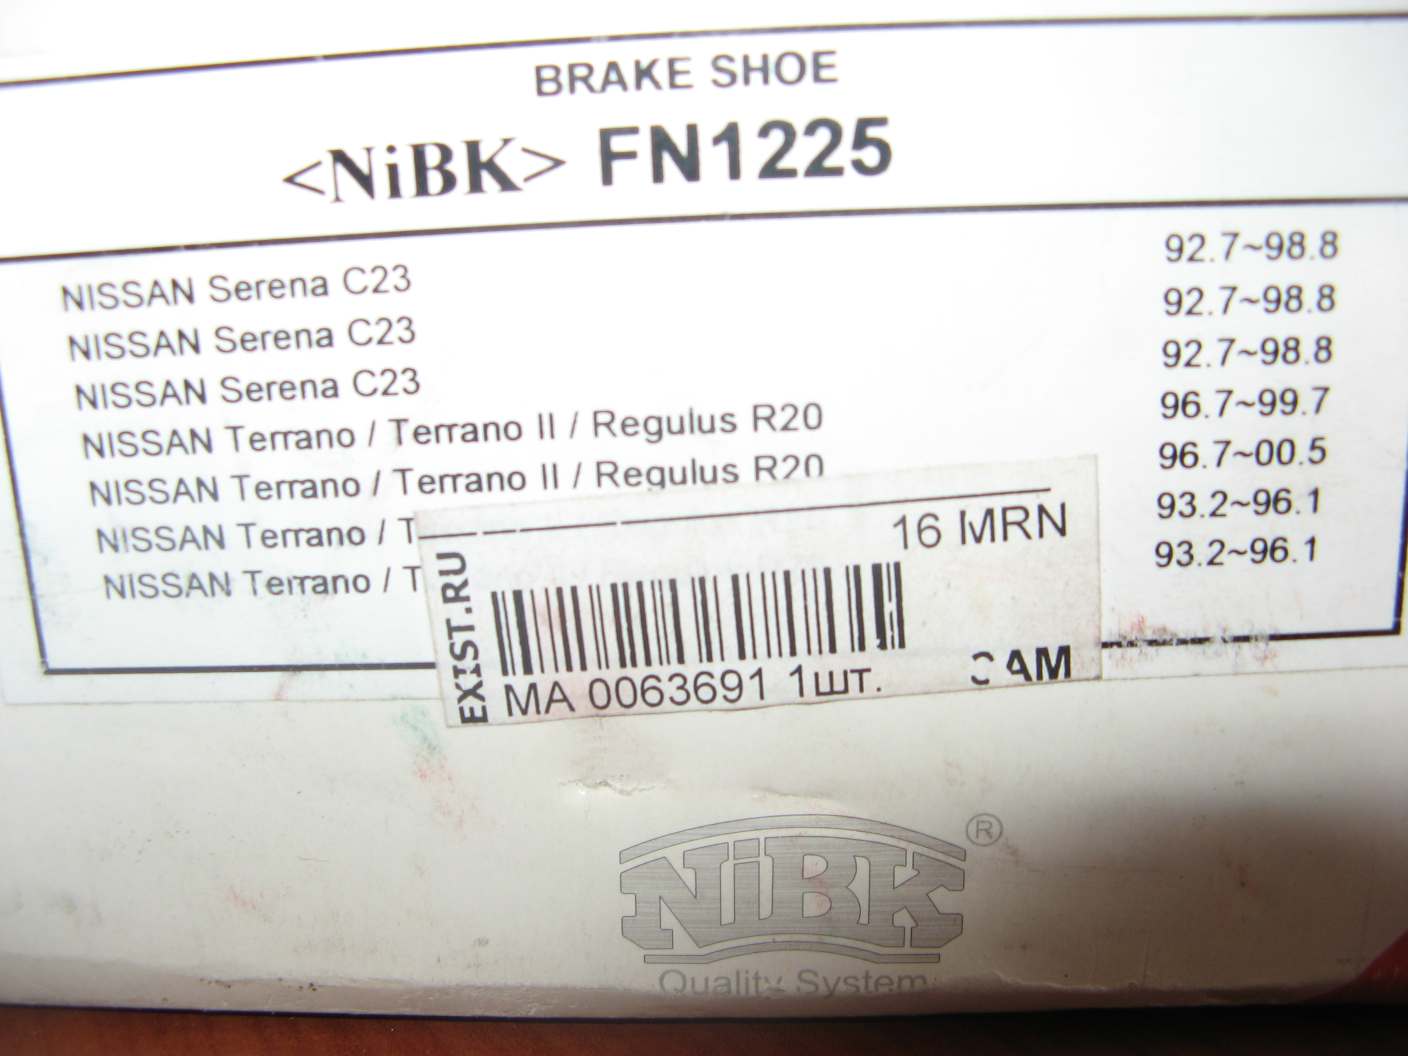 BRAKE SHOE
<NiBK> FN1225
NISSAN Serena C23 92.7~98.8
NISSAN Serena C23 92.7~98.8
NISSAN Serena C23 92.7~98.8
NISSAN Terrano / Terrano II / Regulus R20 96.7~99.7
NISSAN Terrano / Terrano II / Regulus R20 96.7~00.5
NISSAN Terrano / T 93.2~96.1
NISSAN Terrano / T 93.2~96.1
16 MRN
EXIST.RU
MA 0063691 1шт.
NiBK ®
Quality System